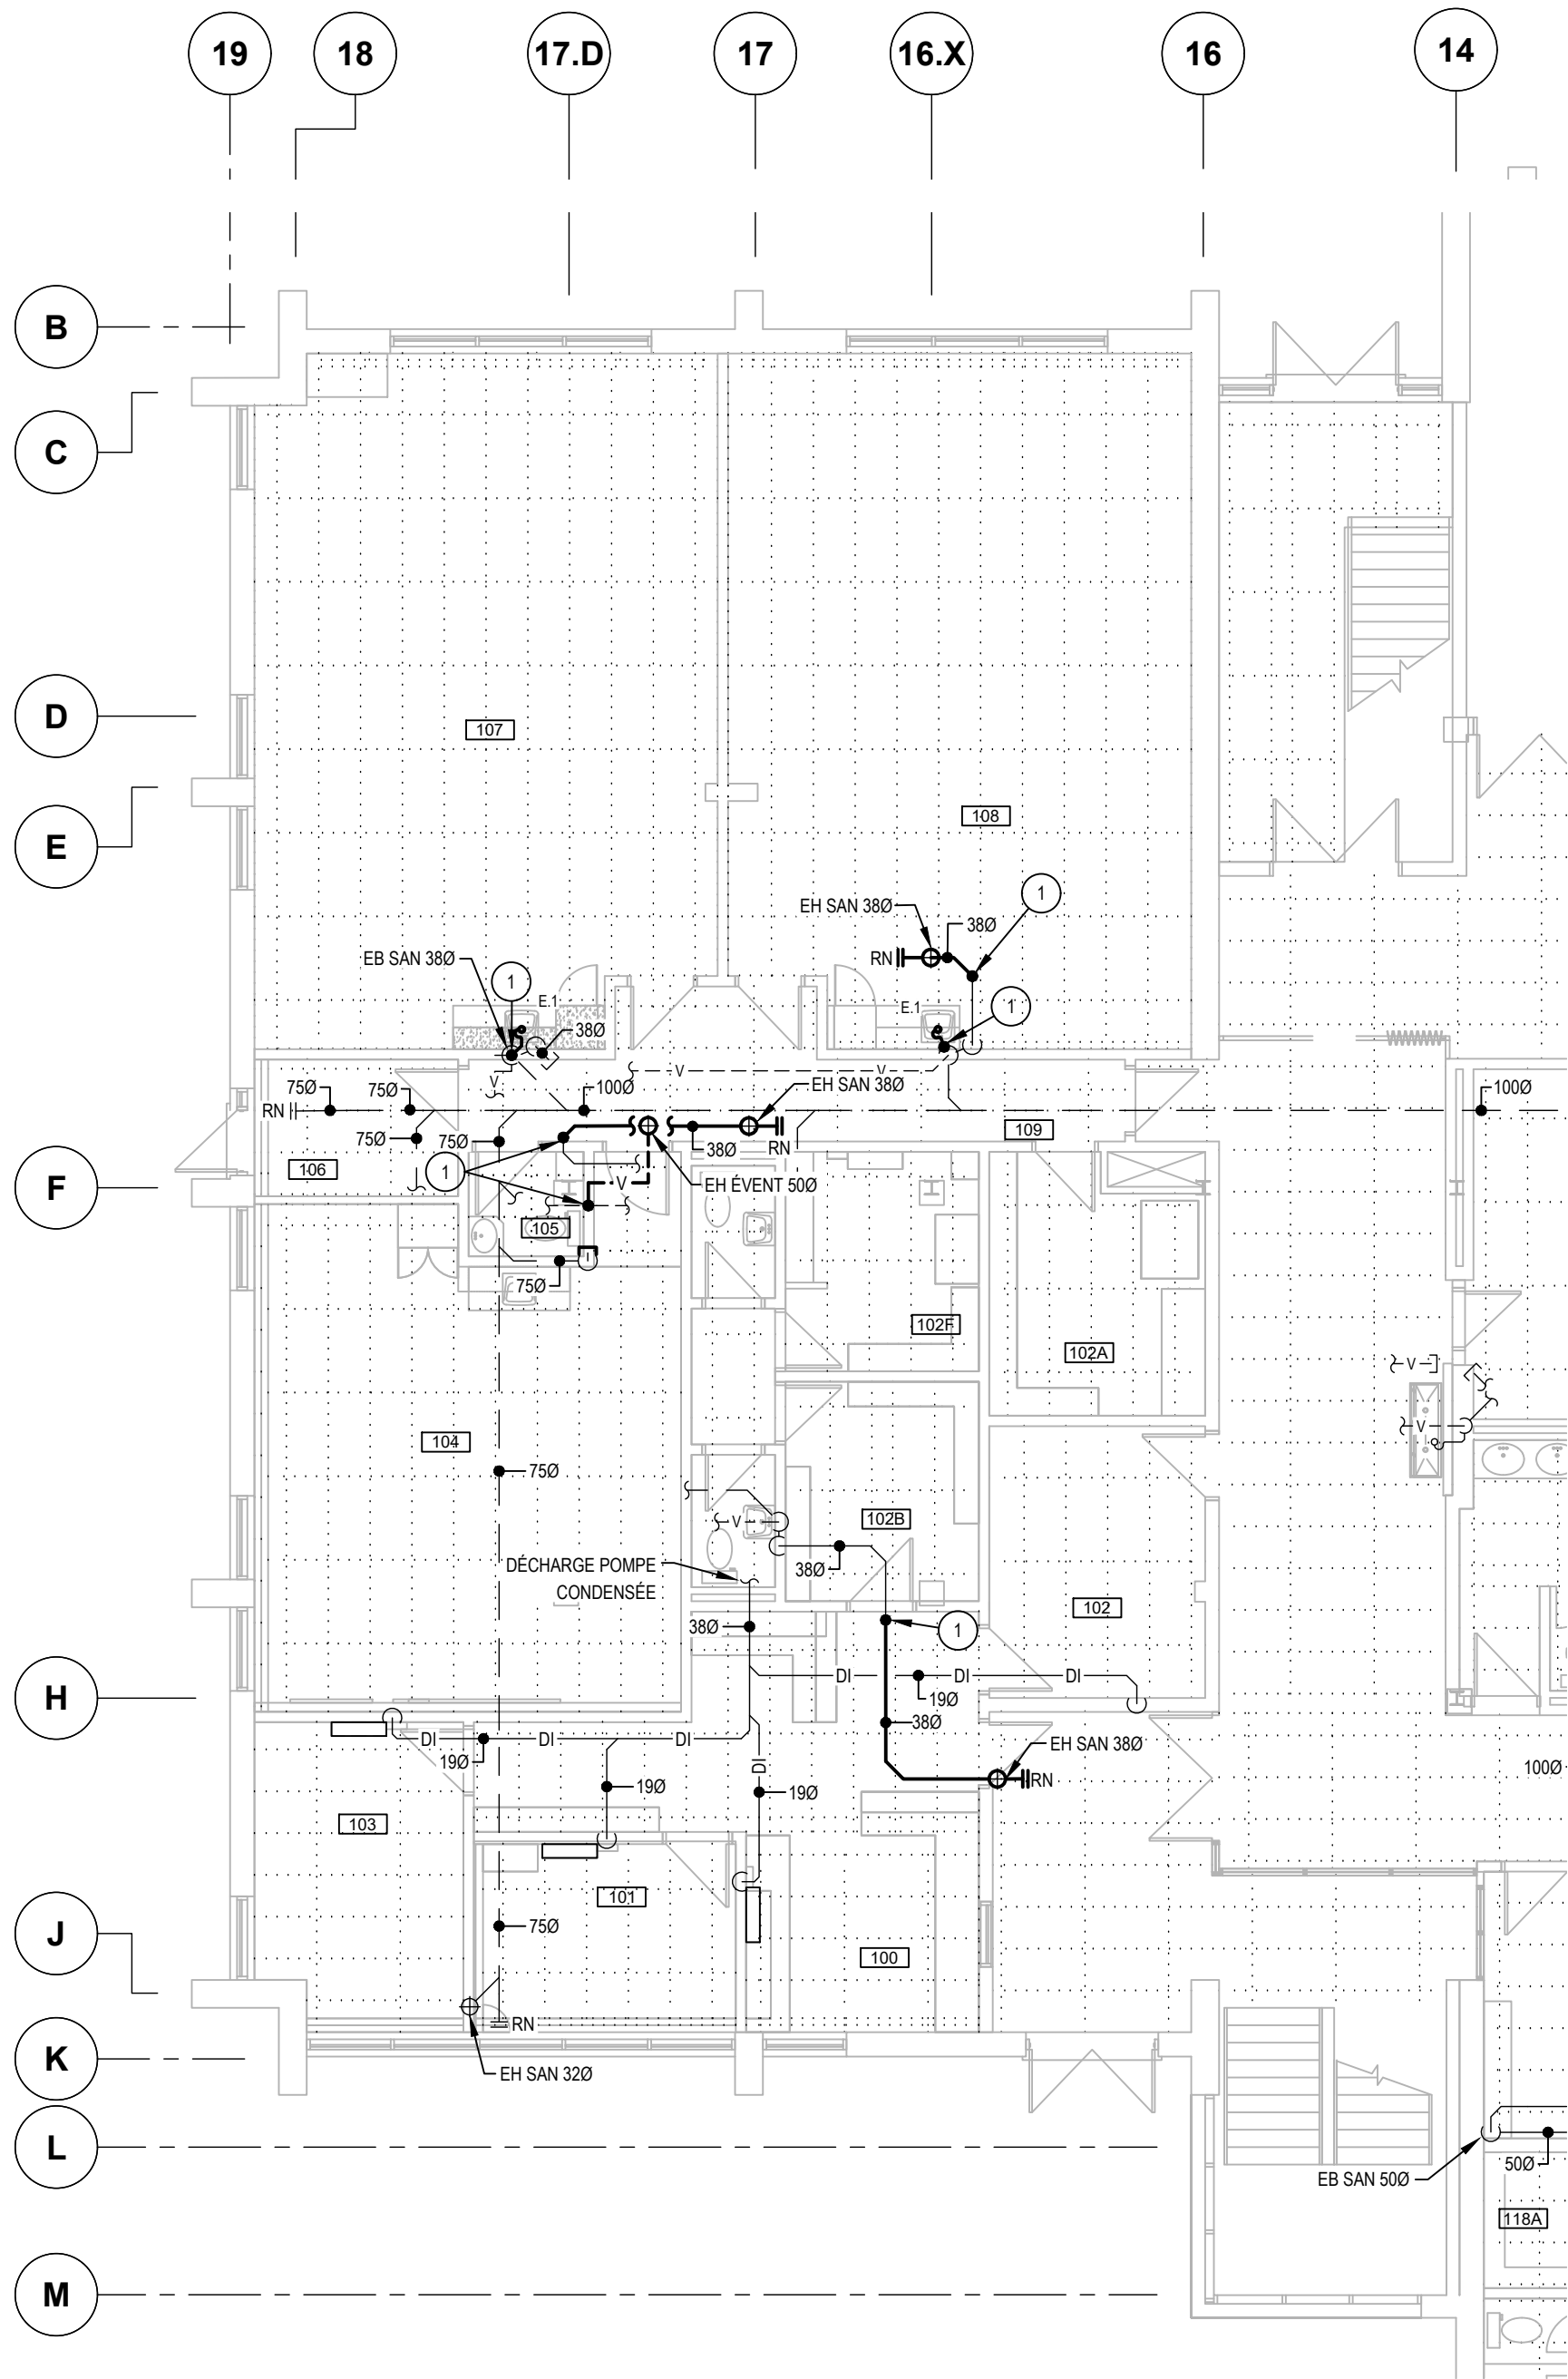 19
18
17.D
17
16.X
16
14
B
C
D
E
F
H
J
K
L
M
107
108
1
EH SAN 38Ø
38Ø
RN
EB SAN 38Ø
1
E.1
38Ø
E.1
1
V
V
V
75Ø
75Ø
100Ø
EH SAN 38Ø
RN
100Ø
75Ø
75Ø
38Ø
RN
109
106
1
V
EH ÉVENT 50Ø
105
75Ø
102F
102A
V
V
104
75Ø
102B
V
38Ø
DÉCHARGE POMPE
CONDENSÉE
102
38Ø
1
DI
DI
DI
19Ø
38Ø
DI
DI
DI
19Ø
DI
EH SAN 38Ø
RN
100Ø
19Ø
19Ø
103
101
75Ø
100
RN
EH SAN 32Ø
EB SAN 50Ø
50Ø
118A